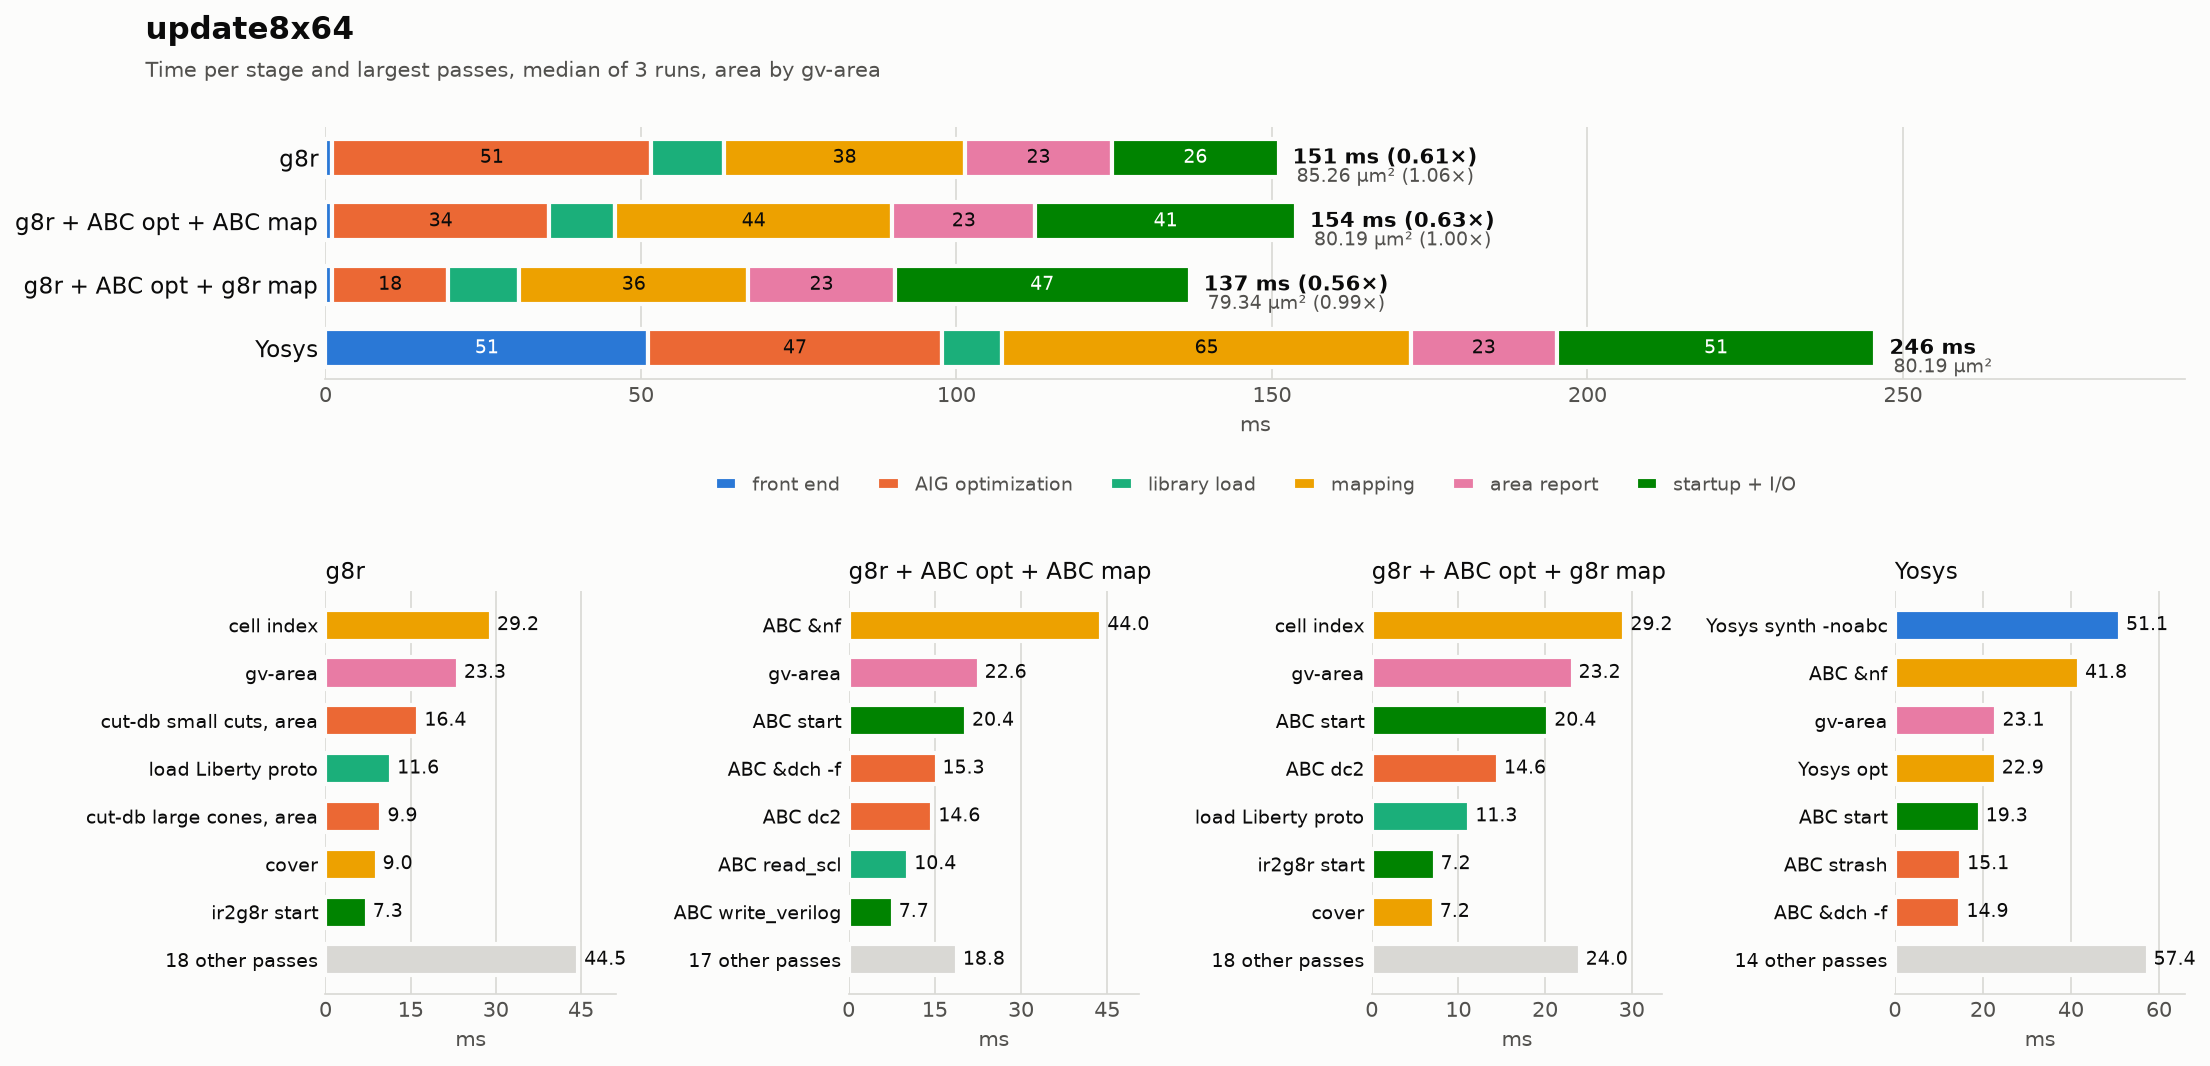 update8x64
Time per stage and largest passes, median of 3 runs, area by gv-area
g8r 51 38 23 26 151 ms (0.61×)
85.26 µm² (1.06×)
g8r + ABC opt + ABC map 34 44 23 41 154 ms (0.63×)
80.19 µm² (1.00×)
g8r + ABC opt + g8r map 18 36 23 47 137 ms (0.56×)
79.34 µm² (0.99×)
Yosys 51 47 65 23 51 246 ms
80.19 µm²
0 50 100 150 200 250
ms
front end AIG optimization library load mapping area report startup + I/O
g8r
cell index 29.2
gv-area 23.3
cut-db small cuts, area 16.4
load Liberty proto 11.6
cut-db large cones, area 9.9
cover 9.0
ir2g8r start 7.3
18 other passes 44.5
0 15 30 45
ms
g8r + ABC opt + ABC map
ABC &nf 44.0
gv-area 22.6
ABC start 20.4
ABC &dch -f 15.3
ABC dc2 14.6
ABC read_scl 10.4
ABC write_verilog 7.7
17 other passes 18.8
0 15 30 45
ms
g8r + ABC opt + g8r map
cell index 29.2
gv-area 23.2
ABC start 20.4
ABC dc2 14.6
load Liberty proto 11.3
ir2g8r start 7.2
cover 7.2
18 other passes 24.0
0 10 20 30
ms
Yosys
Yosys synth -noabc 51.1
ABC &nf 41.8
gv-area 23.1
Yosys opt 22.9
ABC start 19.3
ABC strash 15.1
ABC &dch -f 14.9
14 other passes 57.4
0 20 40 60
ms